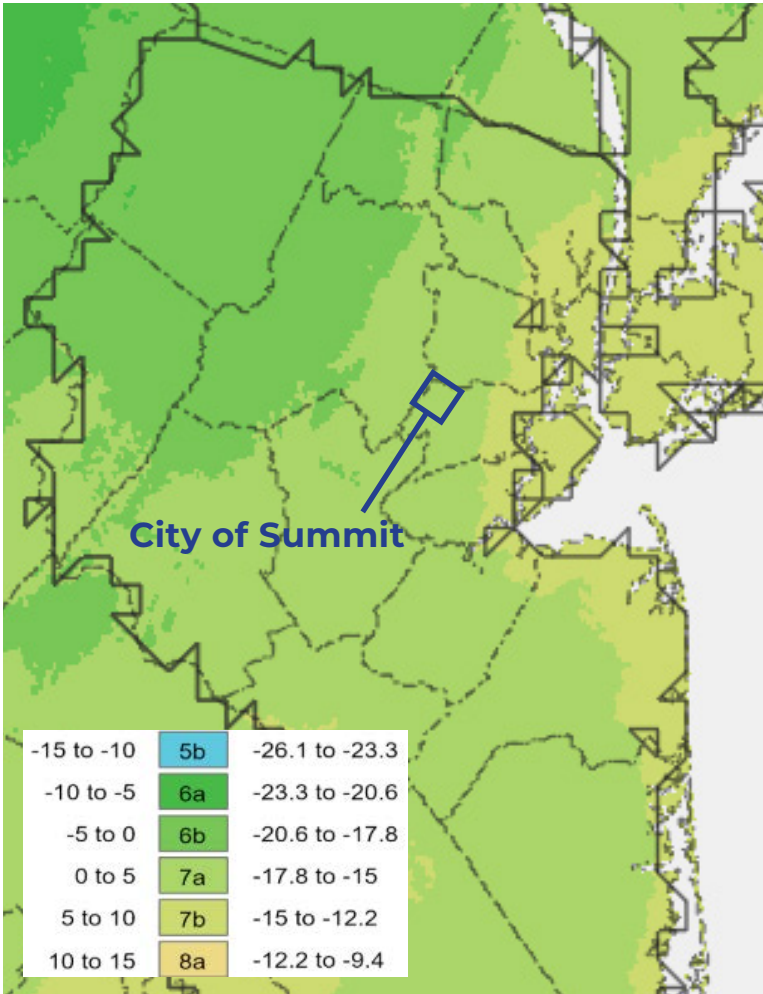 City of Summit
-15 to -10 5b -26.1 to -23.3
-10 to -5 6a -23.3 to -20.6
-5 to 0 6b -20.6 to -17.8
0 to 5 7a -17.8 to -15
5 to 10 7b -15 to -12.2
10 to 15 8a -12.2 to -9.4